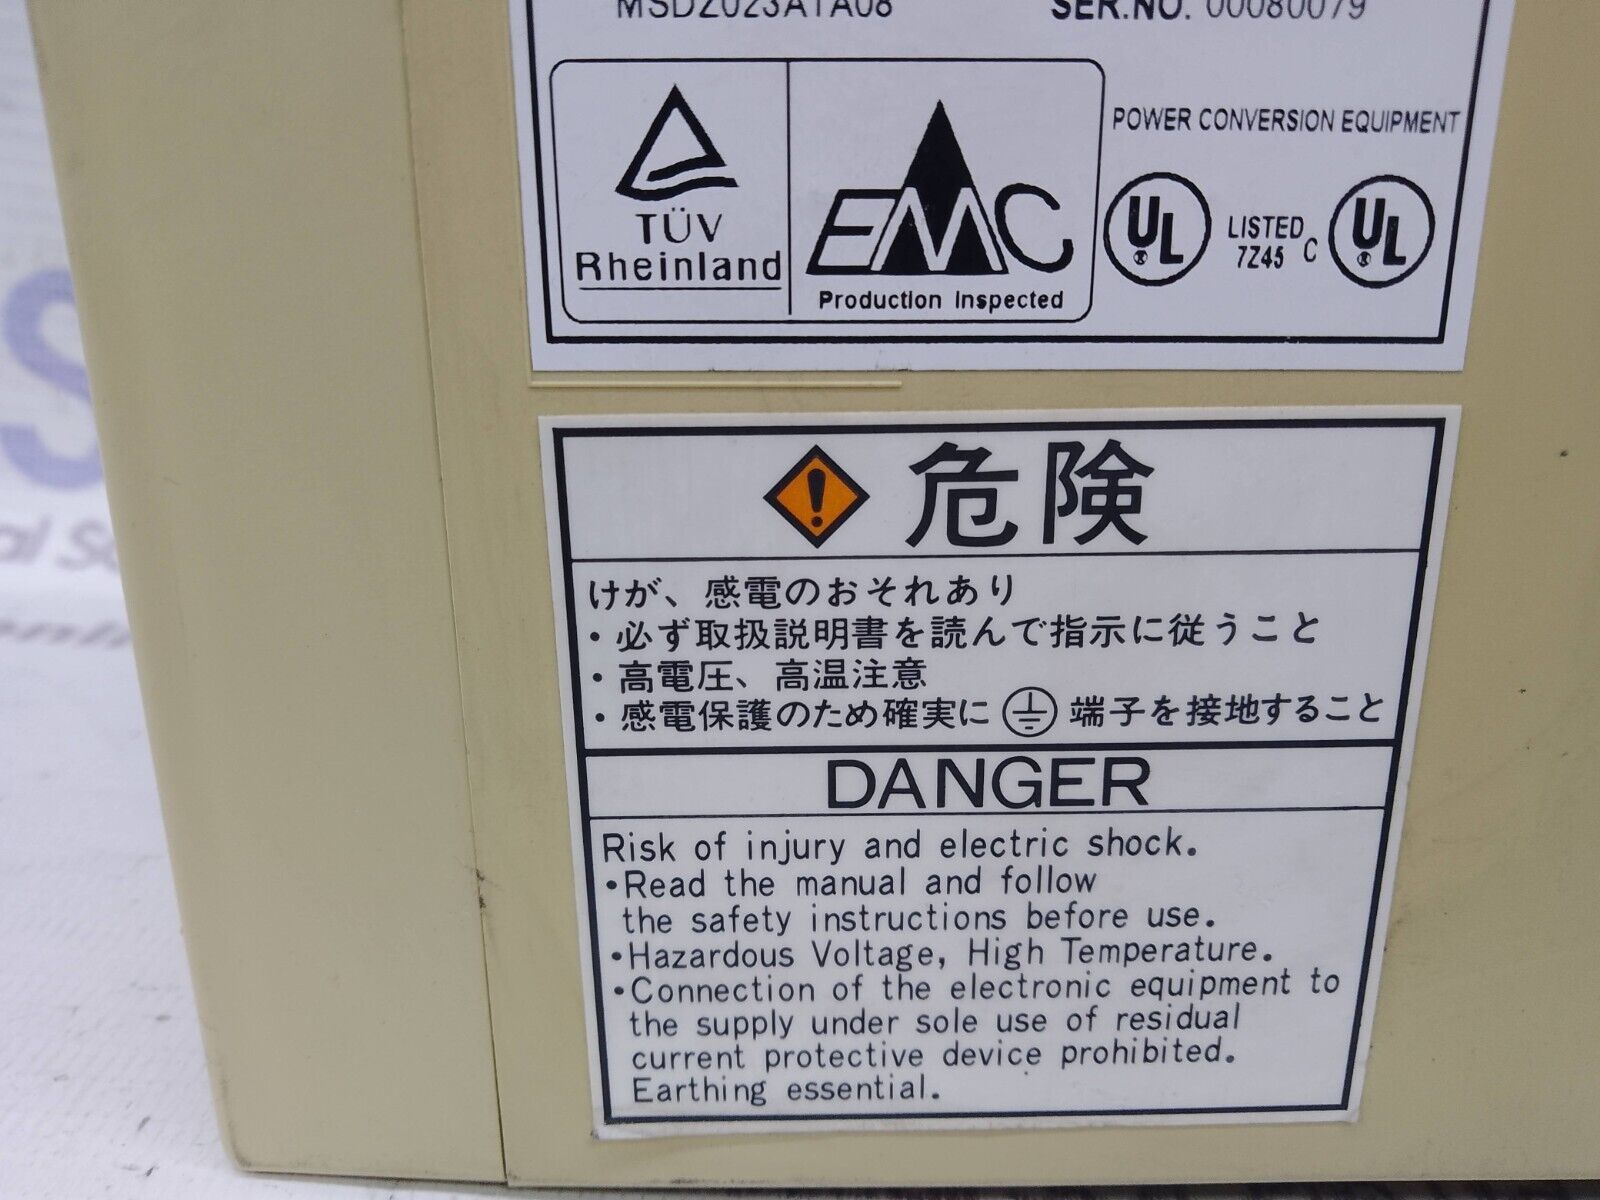 MSD2023A1A08 SER.NO. 00080079
TÜV
Rheinland
EMC
Production Inspected
POWER CONVERSION EQUIPMENT
UL LISTED C UL
7Z45
危険
けが、感電のおそれあり
・必ず取扱説明書を読んで指示に従うこと
・高電圧、高温注意
・感電保護のため確実に 端子を接地すること
DANGER
Risk of injury and electric shock.
•Read the manual and follow
the safety instructions before use.
•Hazardous Voltage, High Temperature.
•Connection of the electronic equipment to
the supply under sole use of residual
current protective device prohibited.
Earthing essential.